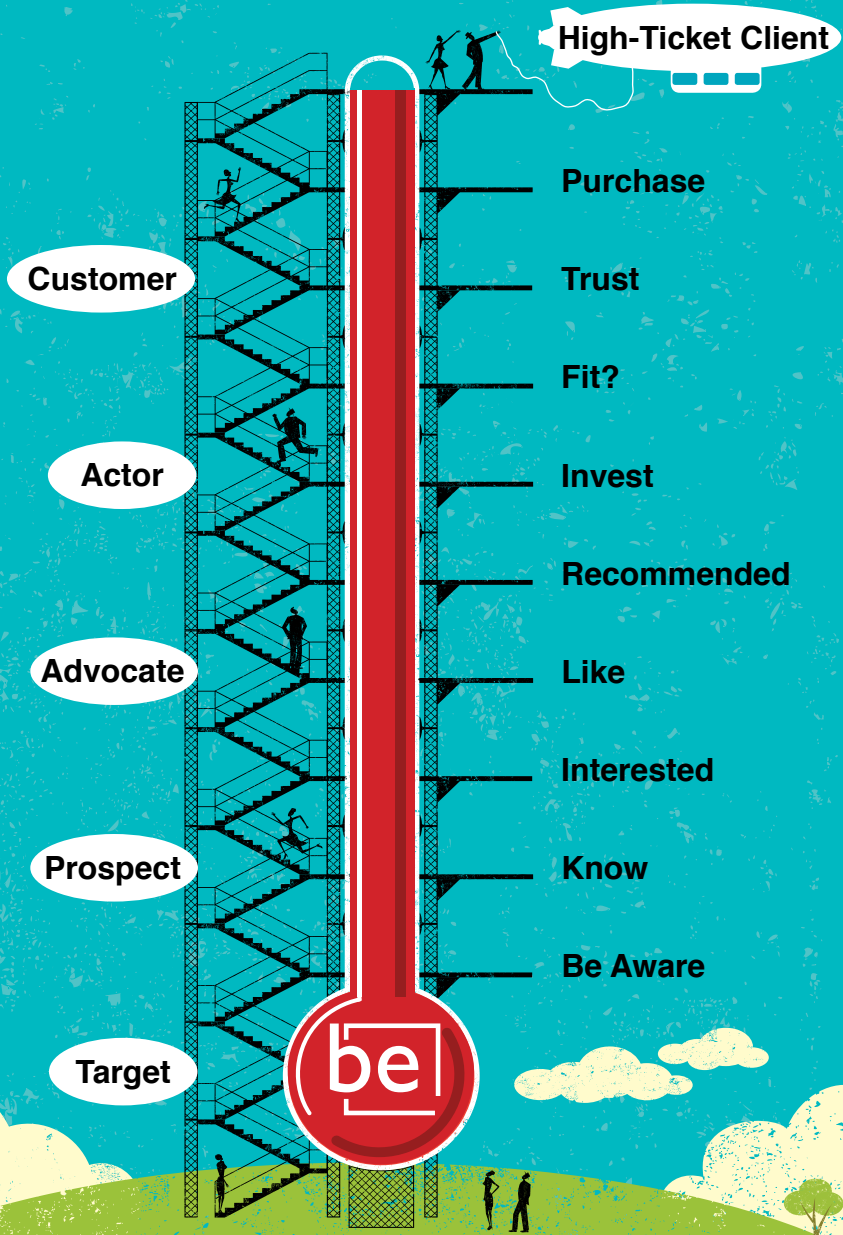 High-Ticket Client
Purchase
Customer
Trust
Fit?
Actor
Invest
Recommended
Advocate
Like
Interested
Prospect
Know
Be Aware
Target
be